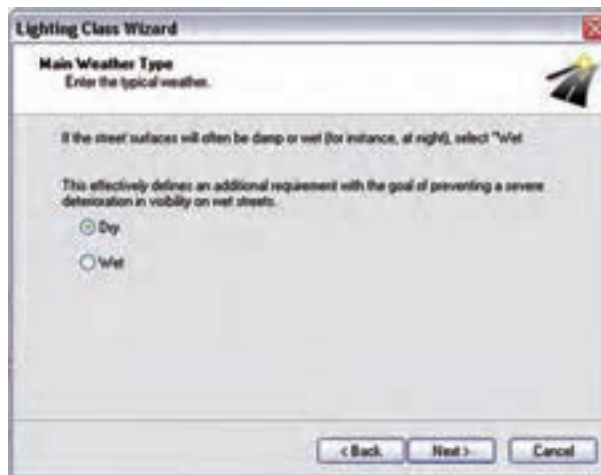 Lighting Class Wizard
Main Weather Type
Enter the typical weather.
If the street surfaces will often be damp or wet (for instance, at night), select "Wet
This effectively defines an additional requirement with the goal of preventing a severe
deterioration in visibility on wet streets.
Dry
Wet
< Back
Next >
Cancel